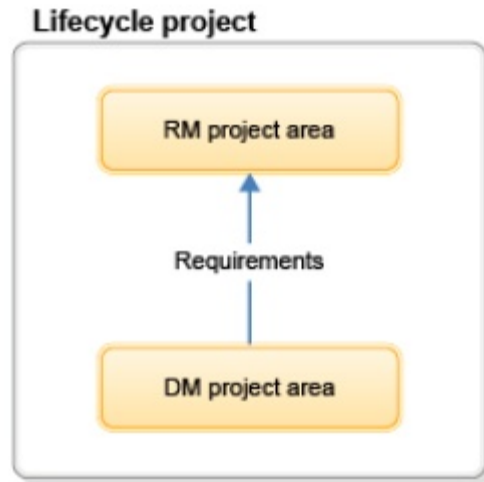 Lifecycle project
RM project area
Requirements
DM project area